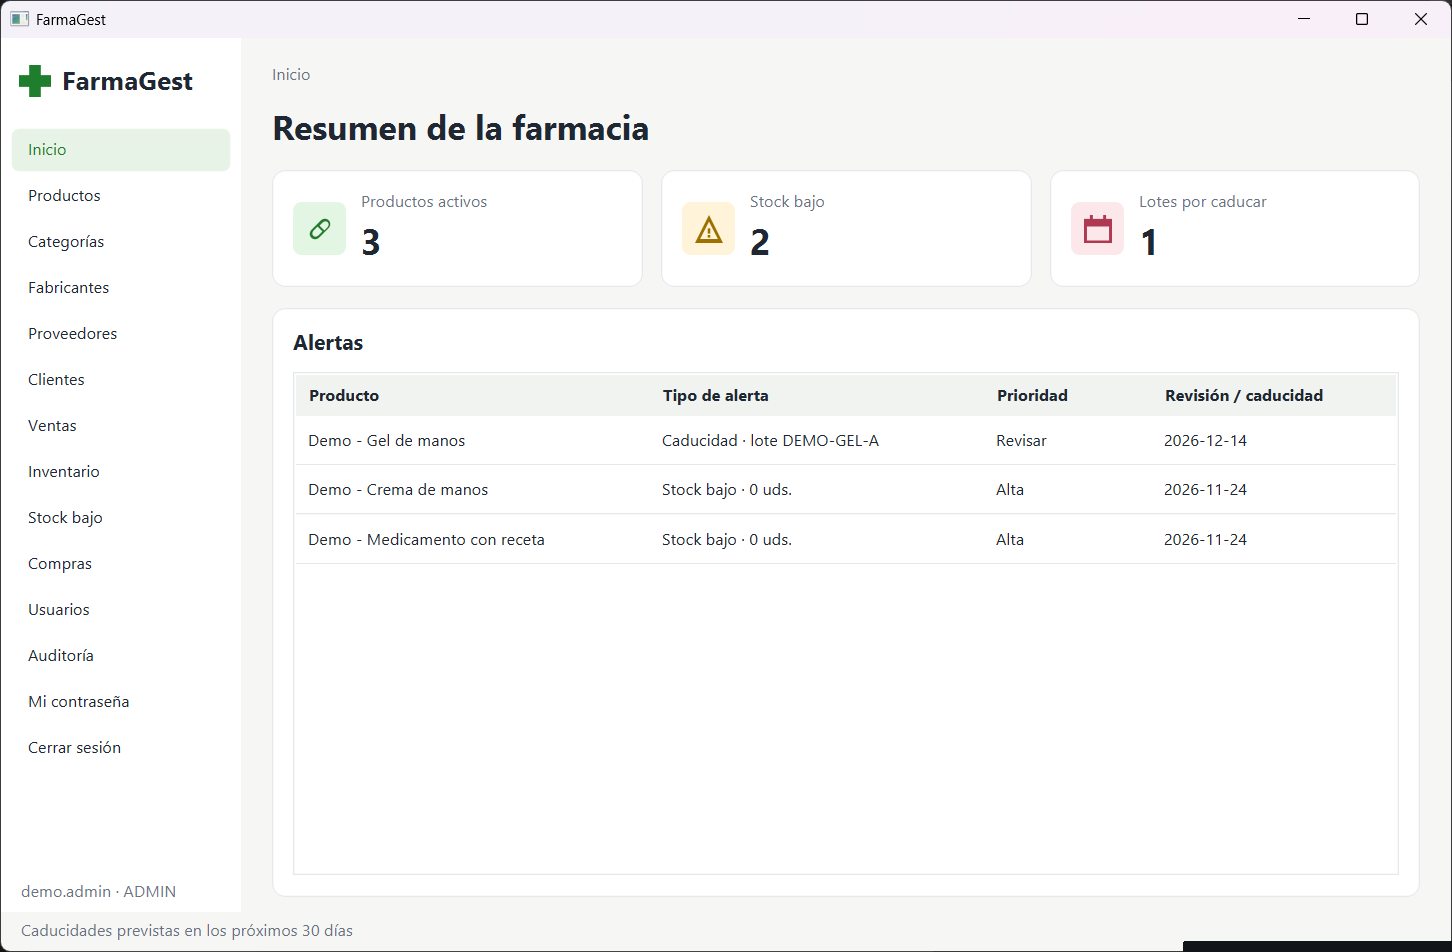 FarmaGest
FarmaGest
Inicio
Productos
Categorías
Fabricantes
Proveedores
Clientes
Ventas
Inventario
Stock bajo
Compras
Usuarios
Auditoría
Mi contraseña
Cerrar sesión
demo.admin · ADMIN
Inicio
Resumen de la farmacia
Productos activos
3
Stock bajo
2
Lotes por caducar
1
Alertas
Producto Tipo de alerta Prioridad Revisión / caducidad
Demo - Gel de manos Caducidad · lote DEMO-GEL-A Revisar 2026-12-14
Demo - Crema de manos Stock bajo · 0 uds. Alta 2026-11-24
Demo - Medicamento con receta Stock bajo · 0 uds. Alta 2026-11-24
Caducidades previstas en los próximos 30 días